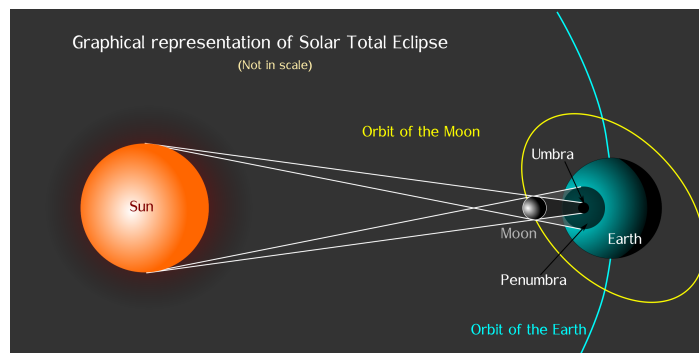 Graphical representation of Solar Total Eclipse
(Not in scale)
Orbit of the Moon
Umbra
Sun
Moon
Earth
Penumbra
Orbit of the Earth